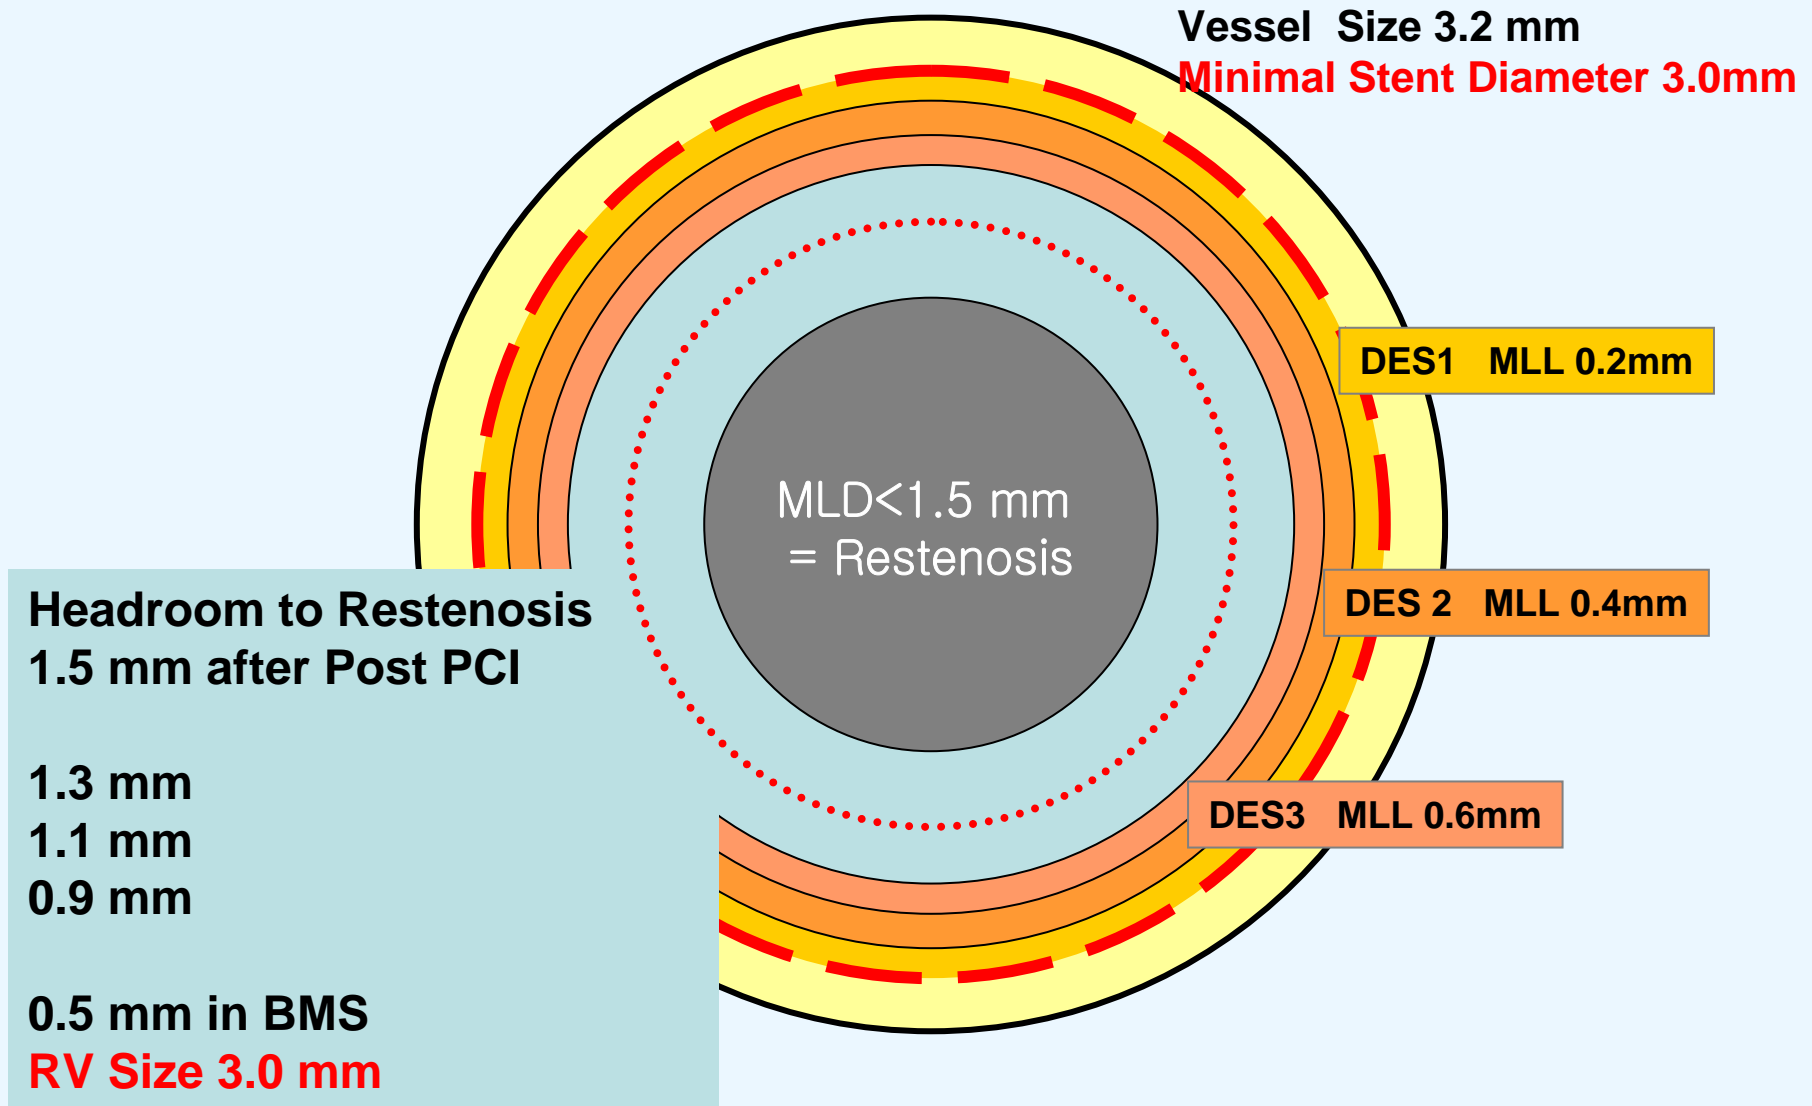 Vessel  Size 3.2 mm
Minimal Stent Diameter 3.0mm
DES1   MLL 0.2mm
MLD<1.5 mm
= Restenosis
DES 2   MLL 0.4mm
DES3   MLL 0.6mm
Headroom to Restenosis
1.5 mm after Post PCI
1.3 mm
1.1 mm
0.9 mm
0.5 mm in BMS
RV Size 3.0 mm